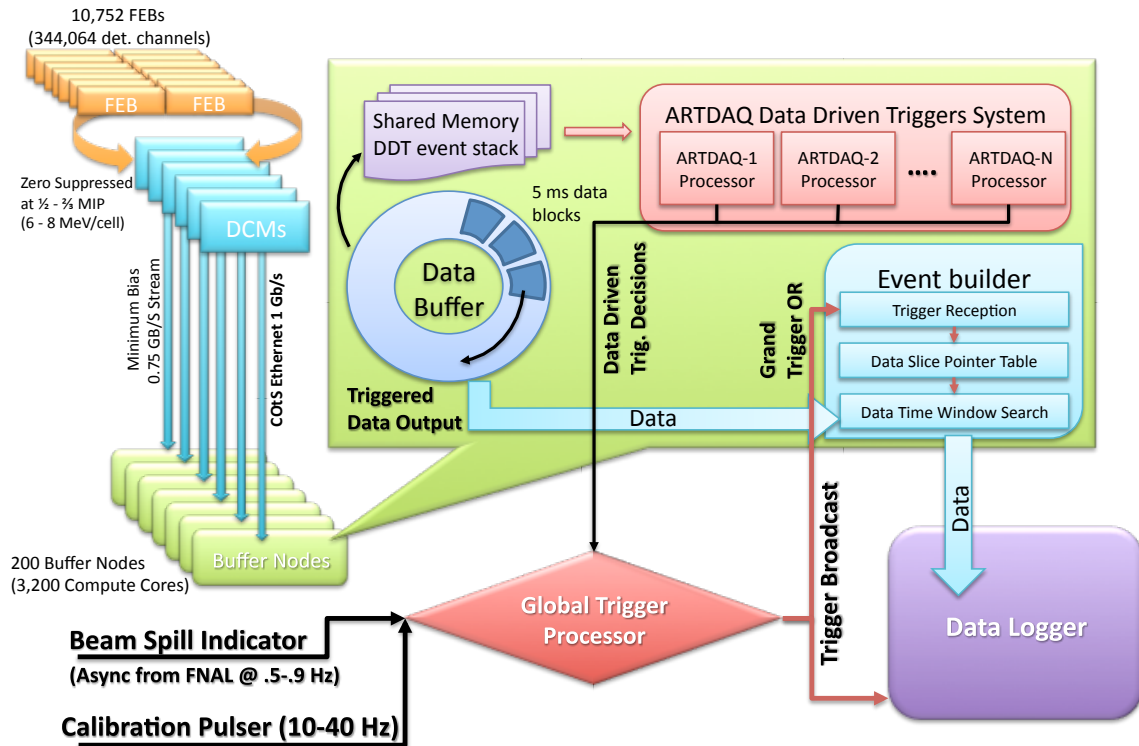 10,752 FEBs
(344,064 det. channels)
FEB
FEB
Zero Suppressed
at ½ - ⅔ MIP
(6 - 8 MeV/cell)
DCMs
Minimum Bias
0.75 GB/S Stream
COtS Ethernet 1 Gb/s
Buffer Nodes
200 Buffer Nodes
(3,200 Compute Cores)
Shared Memory
DDT event stack
5 ms data
blocks
Data
Buffer
Triggered
Data Output
Data
ARTDAQ Data Driven Triggers System
ARTDAQ-1
Processor
ARTDAQ-2
Processor
....
ARTDAQ-N
Processor
Data Driven
Trig. Decisions
Grand
Trigger OR
Event builder
Trigger Reception
Data Slice Pointer Table
Data Time Window Search
Data
Data Logger
Trigger Broadcast
Global Trigger
Processor
Beam Spill Indicator
(Async from FNAL @ .5-.9 Hz)
Calibration Pulser (10-40 Hz)